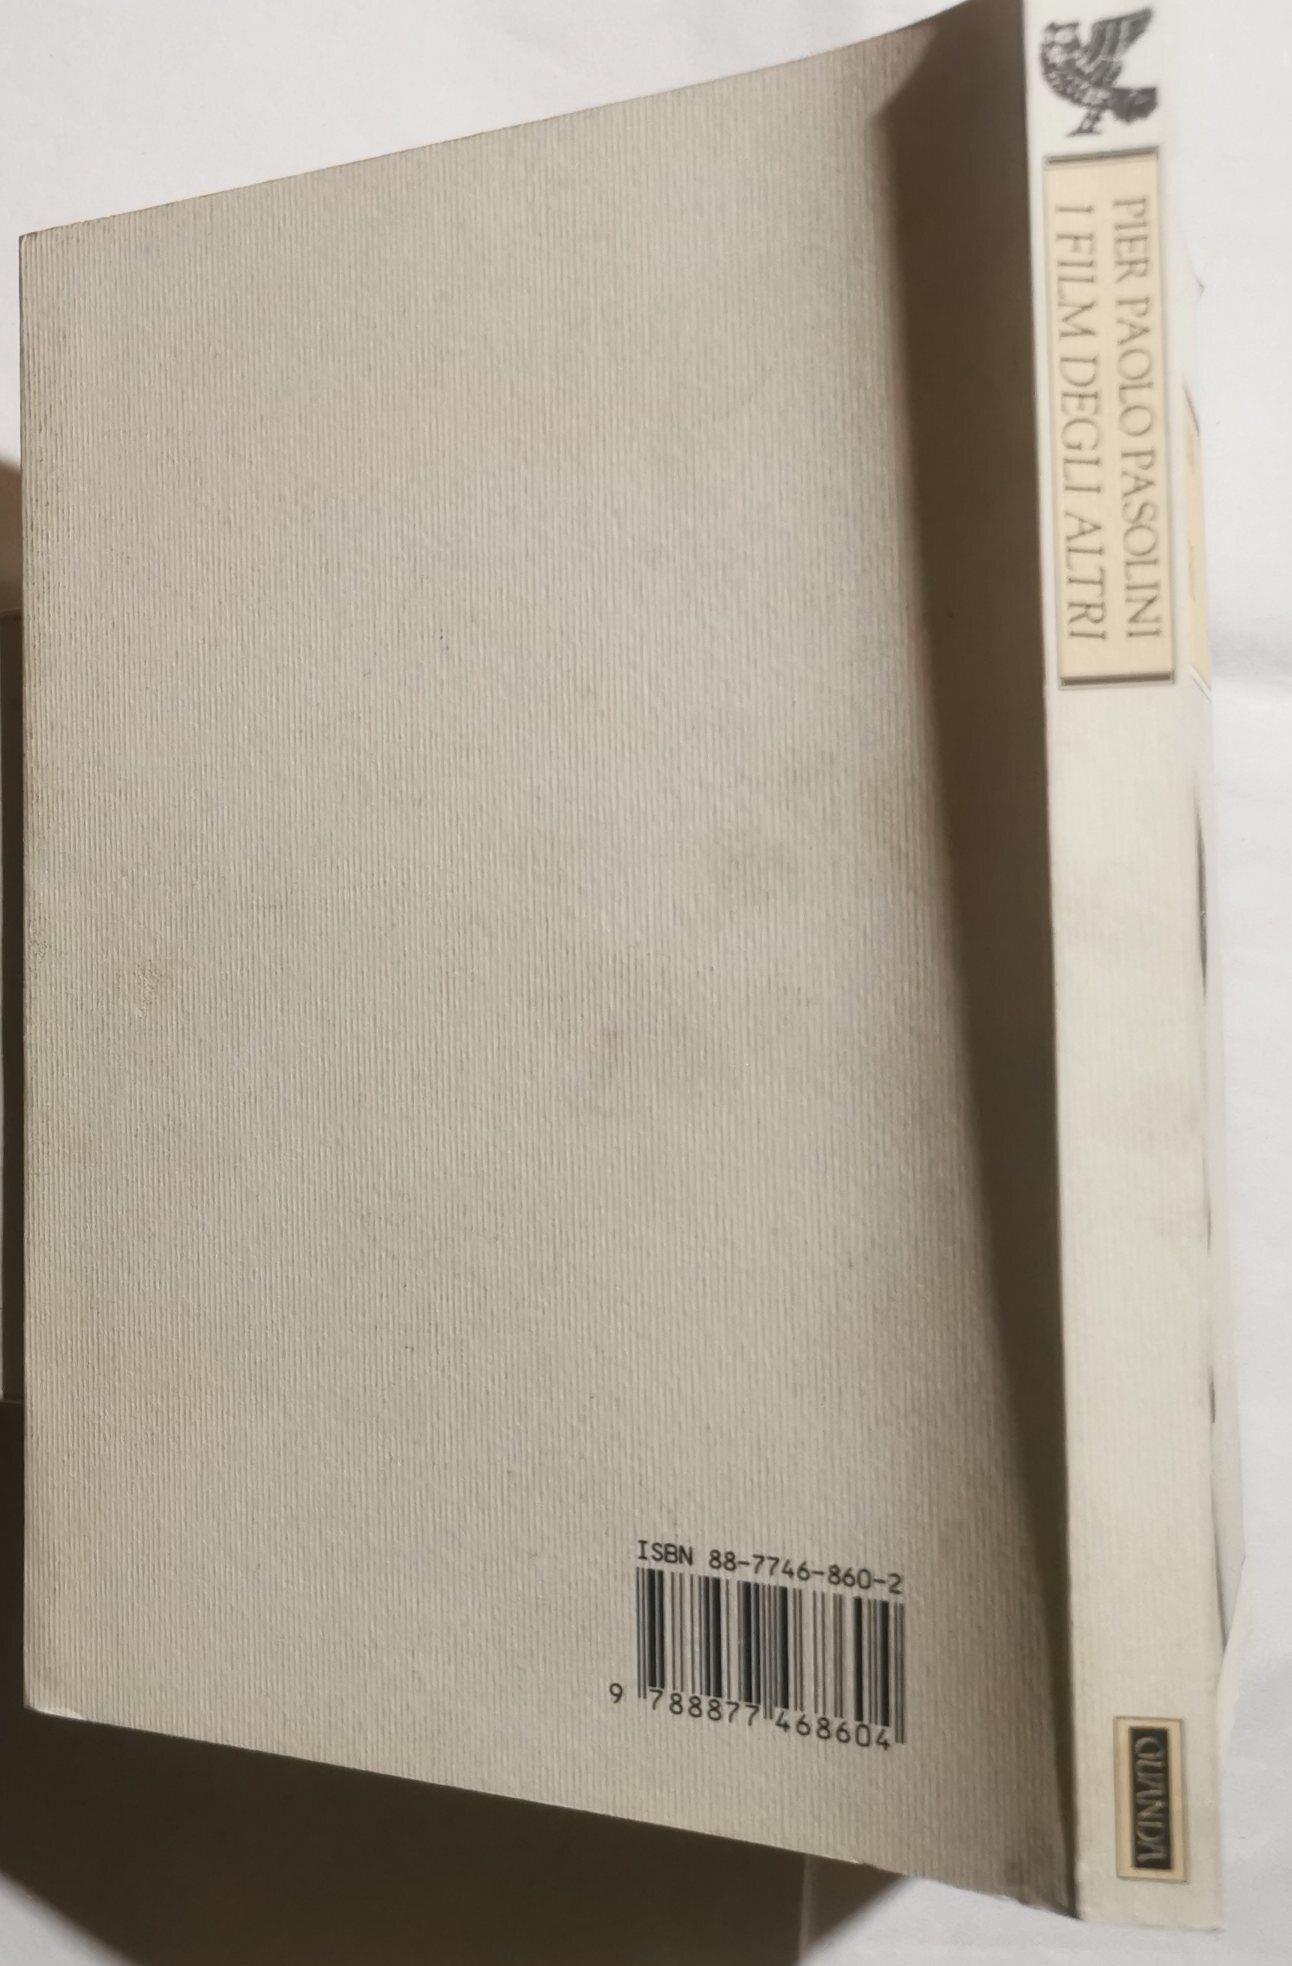 PIER PAOLO PASOLINI
I FILM DEGLI ALTRI
GUANDA
ISBN 88-7746-860-2
9 788877 468604